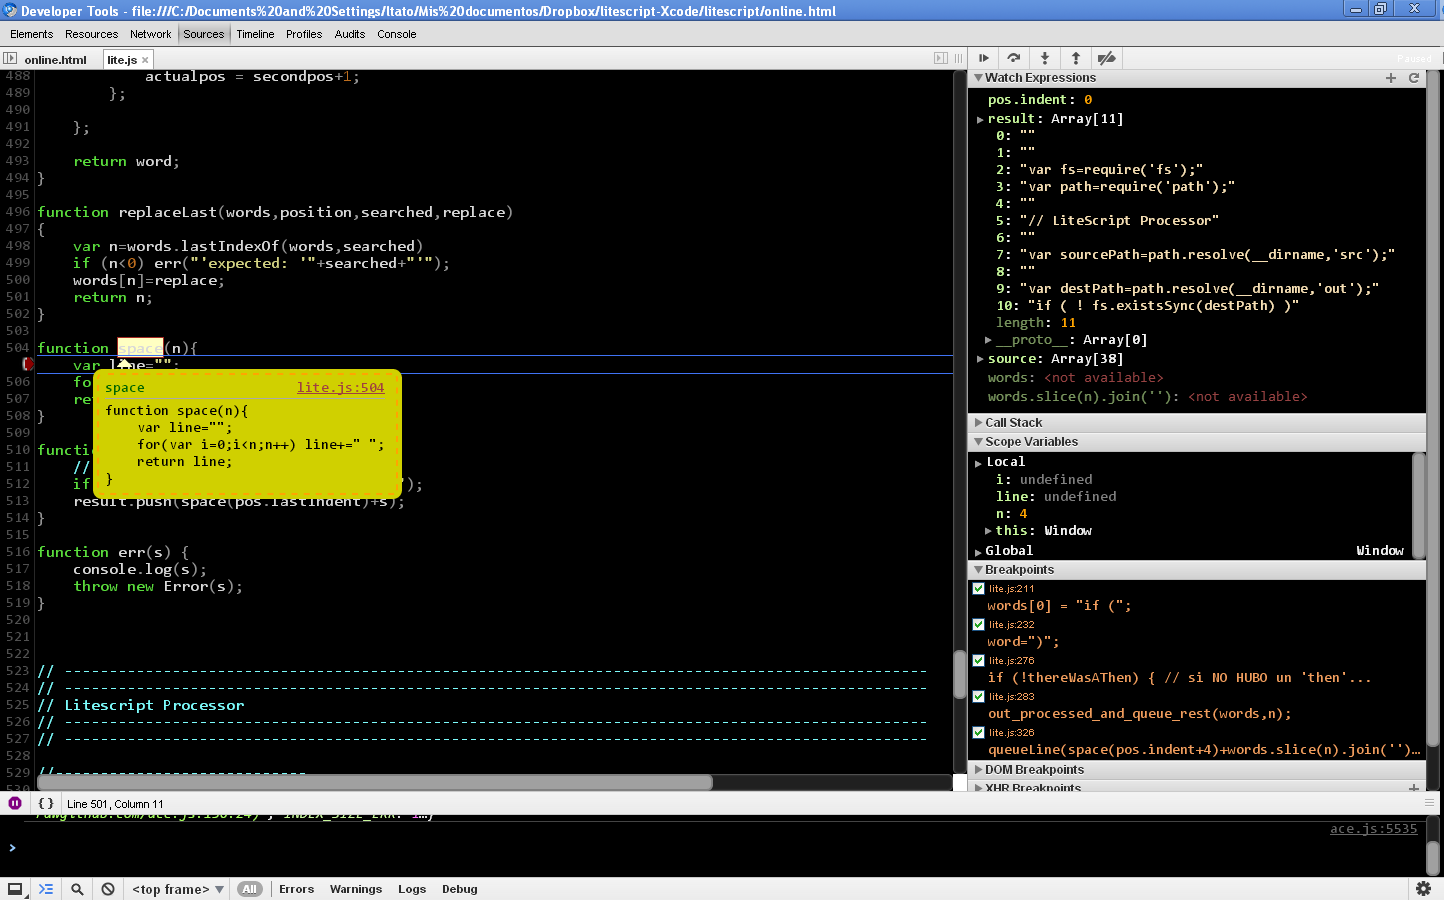 Developer Tools - file:///C:/Documents%20and%20Settings/ltato/Mis%20documentos/Dropbox/litescript-Xcode/litescript/online.html
Elements Resources Network Sources Timeline Profiles Audits Console
online.html lite.js ×
Paused
488 actualpos = secondpos+1;
489 };
490
491 };
492
493 return word;
494 }
495
496 function replaceLast(words,position,searched,replace)
497 {
498 var n=words.lastIndexOf(words,searched)
499 if (n<0) err("'expected: '"+searched+"'");
500 words[n]=replace;
501 return n;
502 }
503
504 function space(n){
var line="";
506 fo
507 ret
508 }
509
510 functio
511 //
512 if ');
513 result.push(space(pos.lastIndent)+s);
514 }
515
516 function err(s) {
517 console.log(s);
518 throw new Error(s);
519 }
520
521
522
523 // ------------------------------------------------------------------------------------------------
524 // ------------------------------------------------------------------------------------------------
525 // Litescript Processor
526 // ------------------------------------------------------------------------------------------------
527 // ------------------------------------------------------------------------------------------------
528
529 //----------------------------
530
space lite.js:504
function space(n){
var line="";
for(var i=0;i<n;n++) line+=" ";
return line;
}
Watch Expressions
pos.indent: 0
result: Array[11]
0: ""
1: ""
2: "var fs=require('fs');"
3: "var path=require('path');"
4: ""
5: "// LiteScript Processor"
6: ""
7: "var sourcePath=path.resolve(__dirname,'src');"
8: ""
9: "var destPath=path.resolve(__dirname,'out');"
10: "if ( ! fs.existsSync(destPath) )"
length: 11
__proto__: Array[0]
source: Array[38]
words: <not available>
words.slice(n).join(''): <not available>
Call Stack
Scope Variables
Local
i: undefined
line: undefined
n: 4
this: Window
Global Window
Breakpoints
lite.js:211
words[0] = "if (";
lite.js:232
word=")";
lite.js:276
if (!thereWasAThen) { // si NO HUBO un 'then'...
lite.js:283
out_processed_and_queue_rest(words,n);
lite.js:326
queueLine(space(pos.indent+4)+words.slice(n).join('')…
DOM Breakpoints
XHR Breakpoints
{ } Line 501, Column 11
ace.js:5535
>
<top frame> All Errors Warnings Logs Debug